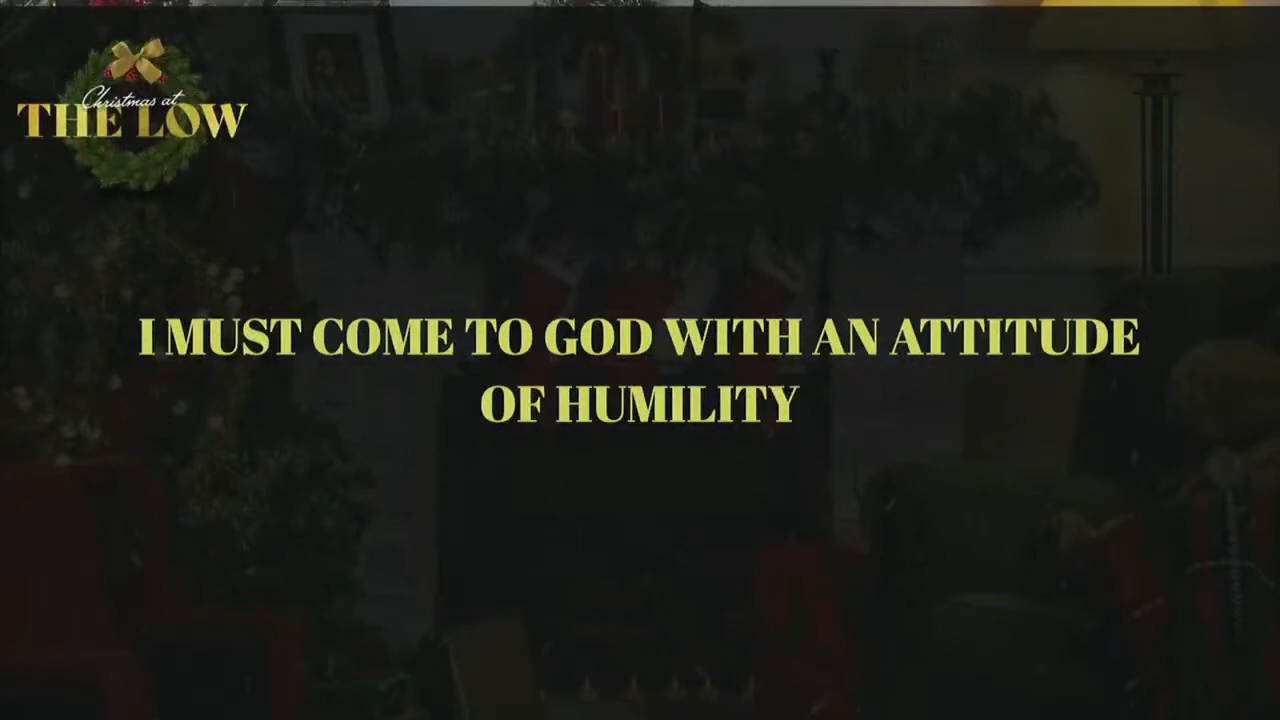 Christmas at
THE LOW
I MUST COME TO GOD WITH AN ATTITUDE
OF HUMILITY